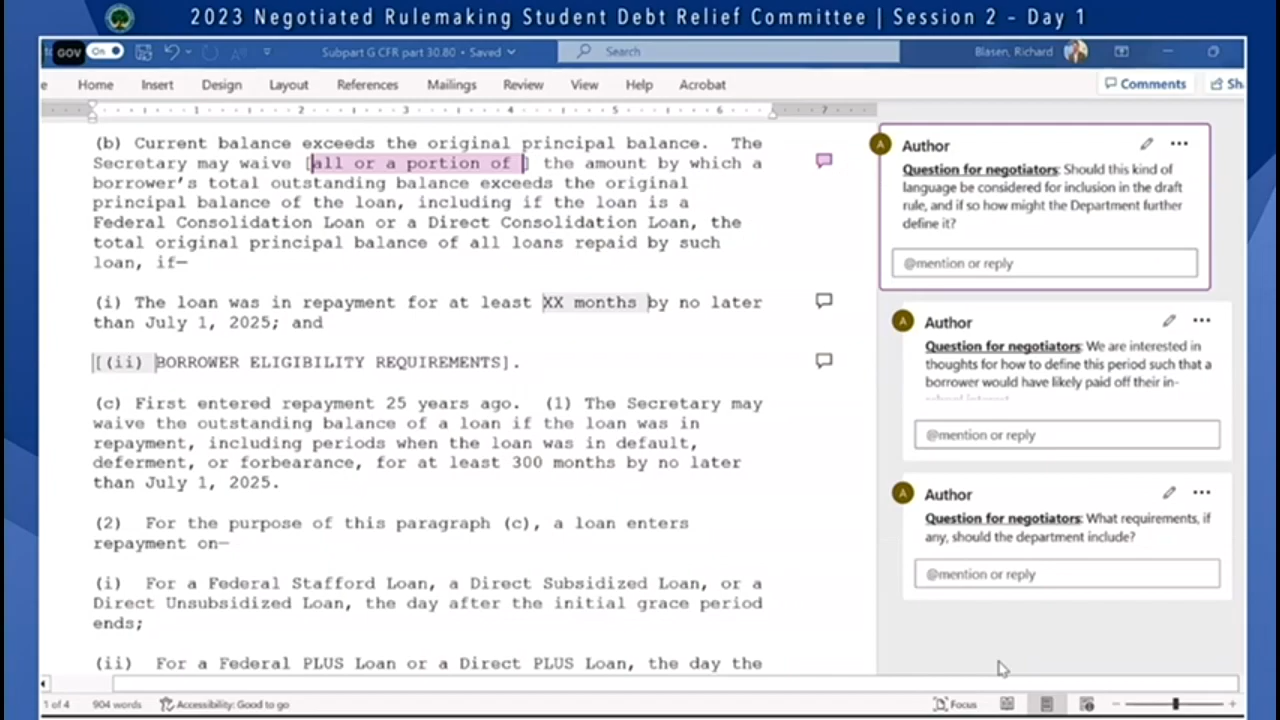 2023 Negotiated Rulemaking Student Debt Relief Committee | Session 2 - Day 1
GOV On Subpart G CFR part 30.80 • Saved Search Blasen, Richard
e Home Insert Design Layout References Mailings Review View Help Acrobat Comments Sh
1 2 3 4 5 6 7
(b) Current balance exceeds the original principal balance. The
Secretary may waive [all or a portion of ] the amount by which a
borrower's total outstanding balance exceeds the original
principal balance of the loan, including if the loan is a
Federal Consolidation Loan or a Direct Consolidation Loan, the
total original principal balance of all loans repaid by such
loan, if—
(i) The loan was in repayment for at least XX months by no later
than July 1, 2025; and
[(ii) BORROWER ELIGIBILITY REQUIREMENTS].
(c) First entered repayment 25 years ago. (1) The Secretary may
waive the outstanding balance of a loan if the loan was in
repayment, including periods when the loan was in default,
deferment, or forbearance, for at least 300 months by no later
than July 1, 2025.
(2) For the purpose of this paragraph (c), a loan enters
repayment on—
(i) For a Federal Stafford Loan, a Direct Subsidized Loan, or a
Direct Unsubsidized Loan, the day after the initial grace period
ends;
(ii) For a Federal PLUS Loan or a Direct PLUS Loan, the day the
A Author
Question for negotiators: Should this kind of
language be considered for inclusion in the draft
rule, and if so how might the Department further
define it?
@mention or reply
A Author
Question for negotiators: We are interested in
thoughts for how to define this period such that a
borrower would have likely paid off their in-
@mention or reply
A Author
Question for negotiators: What requirements, if
any, should the department include?
@mention or reply
1 of 4 904 words Accessibility: Good to go Focus